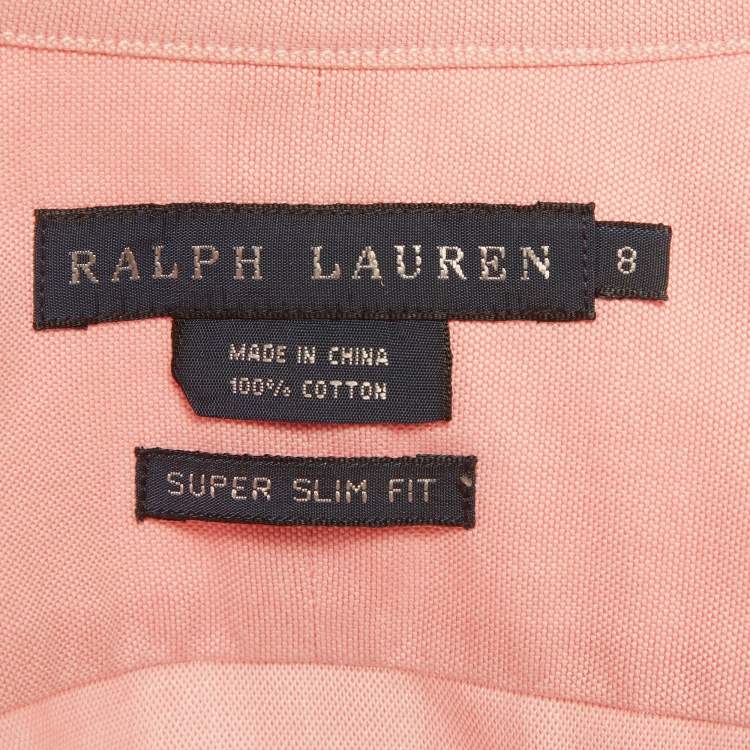 RALPH LAUREN 8
MADE IN CHINA
100% COTTON
SUPER SLIM FIT